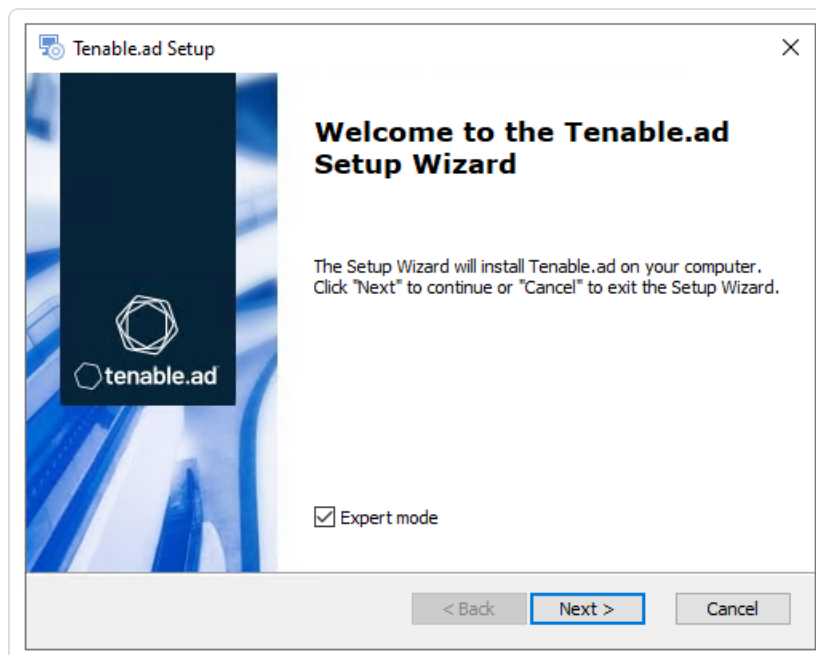 Tenable.ad Setup
Welcome to the Tenable.ad
Setup Wizard
The Setup Wizard will install Tenable.ad on your computer.
Click "Next" to continue or "Cancel" to exit the Setup Wizard.
tenable.ad
Expert mode
< Back
Next >
Cancel